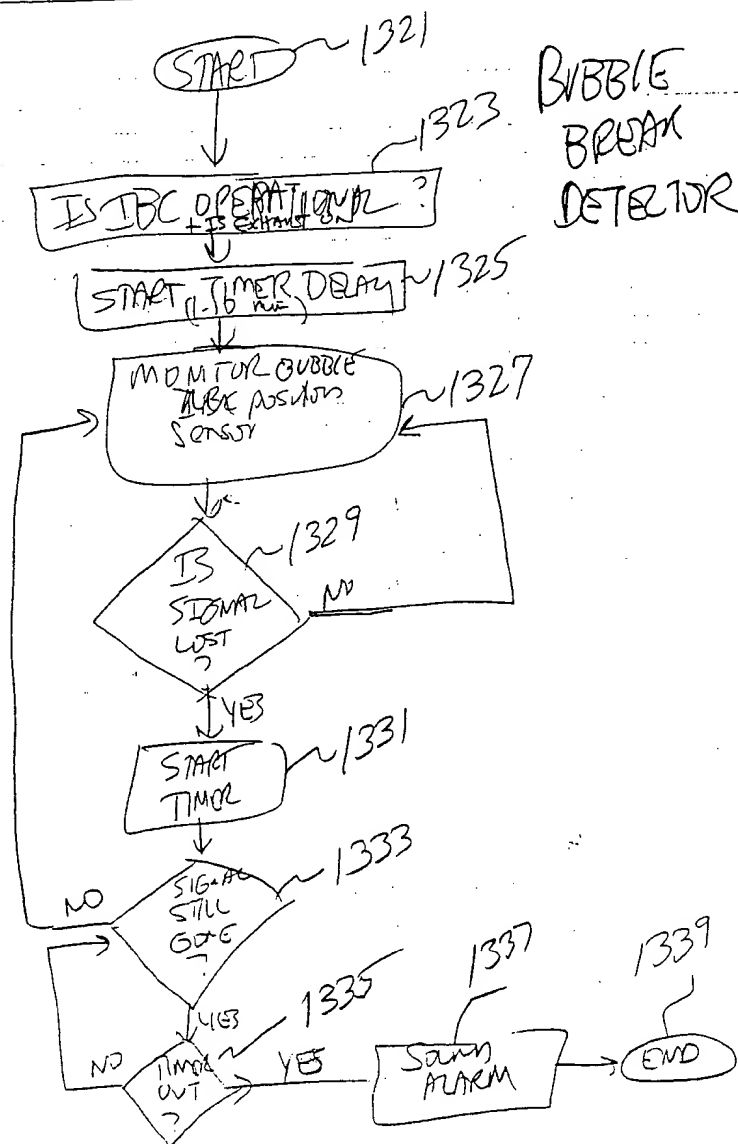 START
1321
BUBBLE
BREAK
DETECTOR
1323
IS IBC OPERATIONAL ?
+ IS EXHAUST ON
1325
START TIMER DELAY
MONITOR BUBBLE
POSITION
SENSOR
1327
IS
SIGNAL
LOST
?
1329
NO
YES
START
TIMER
1331
SIGNAL
STILL
GONE
?
1333
NO
YES
TIMER
OUT
?
1335
NO
YES
SOUND
ALARM
1337
END
1339